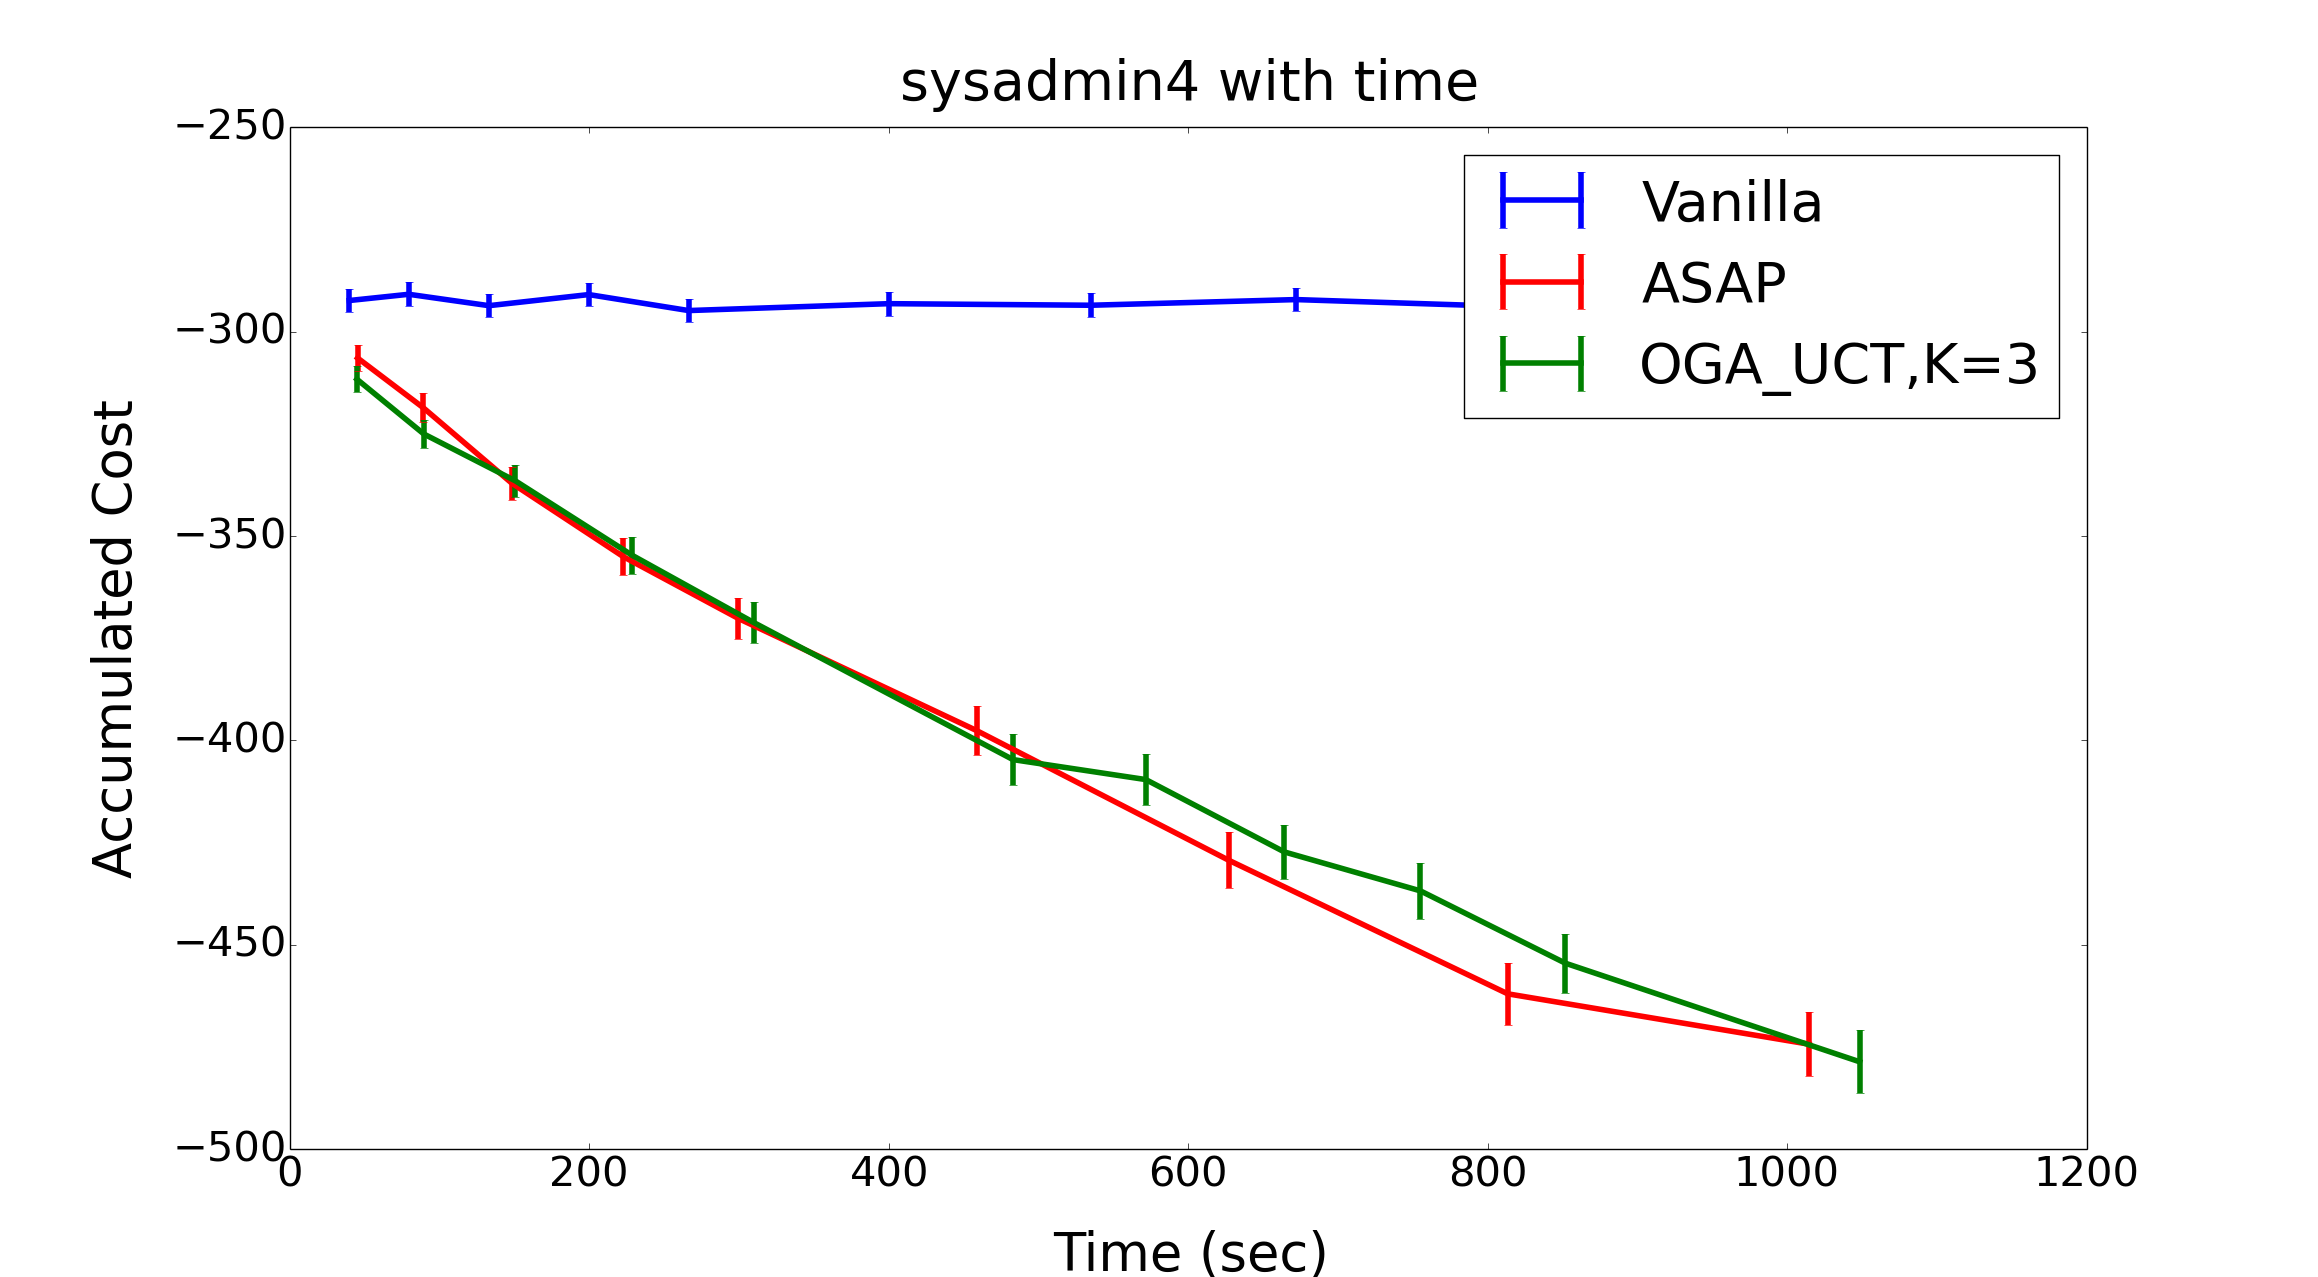 sysadmin4 with time
−250
−300
−350
−400
−450
−500
Accumulated Cost
Vanilla
ASAP
OGA_UCT,K=3
0 200 400 600 800 1000 1200
Time (sec)